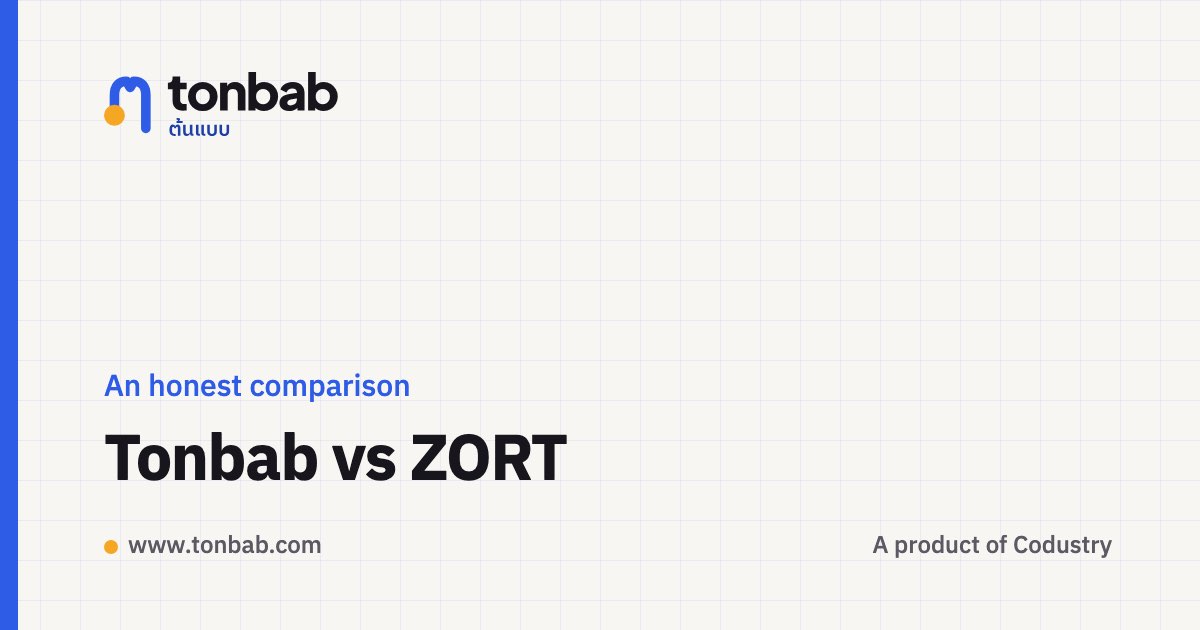 tonbab
ต้นแบบ
An honest comparison
Tonbab vs ZORT
www.tonbab.com
A product of Codustry